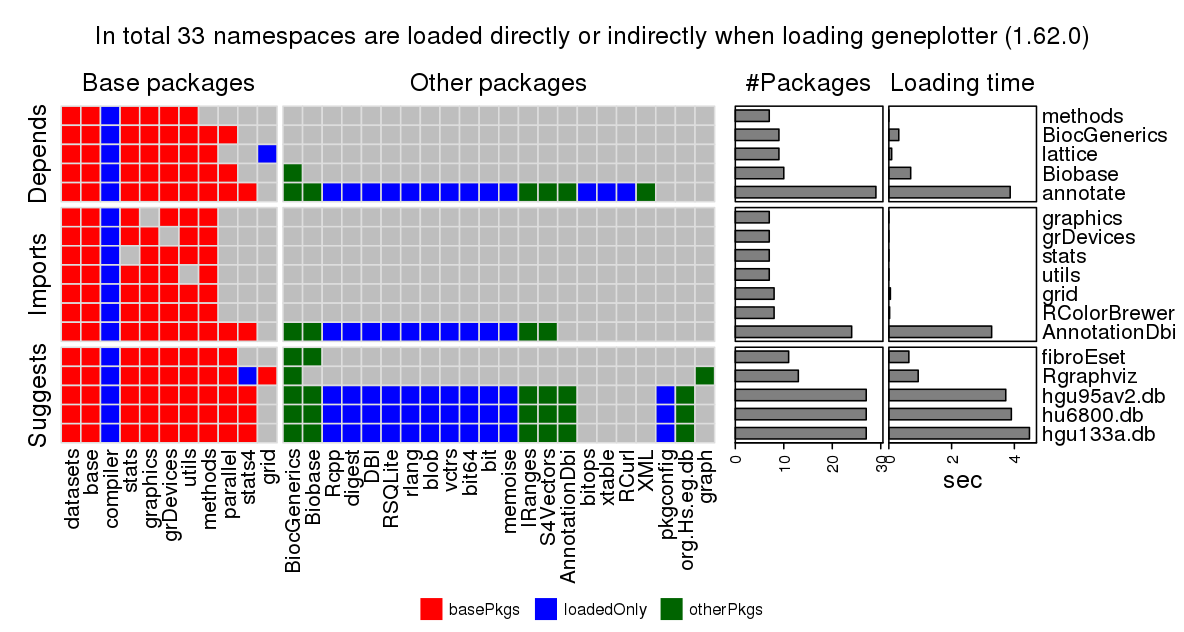 In total 33 namespaces are loaded directly or indirectly when loading geneplotter (1.62.0)
Base packages
Other packages
#Packages
Loading time
Depends
methods
BiocGenerics
lattice
Biobase
annotate
Imports
graphics
grDevices
stats
utils
grid
RColorBrewer
AnnotationDbi
Suggests
fibroEset
Rgraphviz
hgu95av2.db
hu6800.db
hgu133a.db
datasets
base
compiler
stats
graphics
grDevices
utils
methods
parallel
stats4
grid
BiocGenerics
Biobase
Rcpp
digest
DBI
RSQLite
rlang
blob
vctrs
bit64
bit
memoise
IRanges
S4Vectors
AnnotationDbi
bitops
xtable
RCurl
XML
pkgconfig
org.Hs.eg.db
graph
0
10
20
30
0
2
4
sec
basePkgs
loadedOnly
otherPkgs